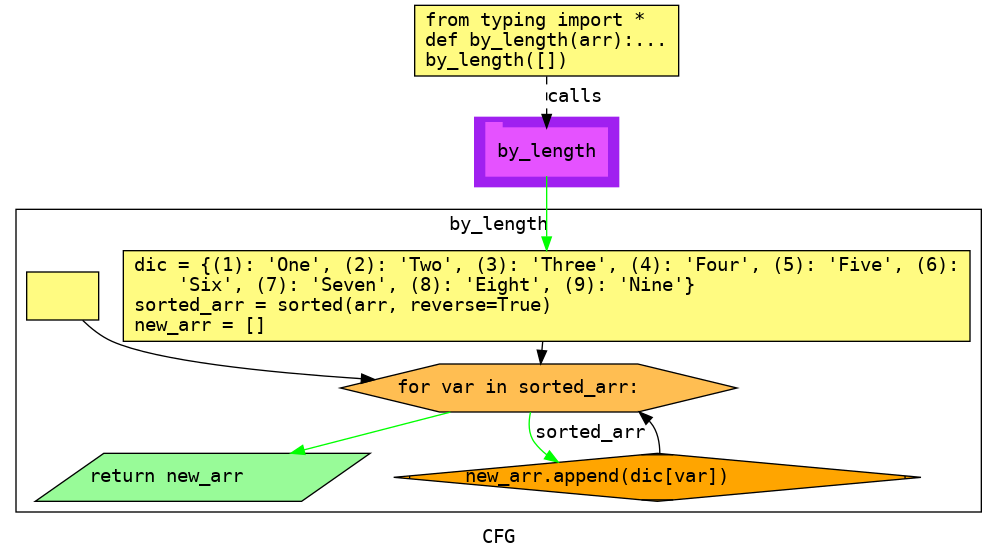 from typing import *
def by_length(arr):...
by_length([])
calls
by_length
by_length
dic = {(1): 'One', (2): 'Two', (3): 'Three', (4): 'Four', (5): 'Five', (6):
    'Six', (7): 'Seven', (8): 'Eight', (9): 'Nine'}
sorted_arr = sorted(arr, reverse=True)
new_arr = []
for var in sorted_arr:
sorted_arr
return new_arr
new_arr.append(dic[var])
CFG